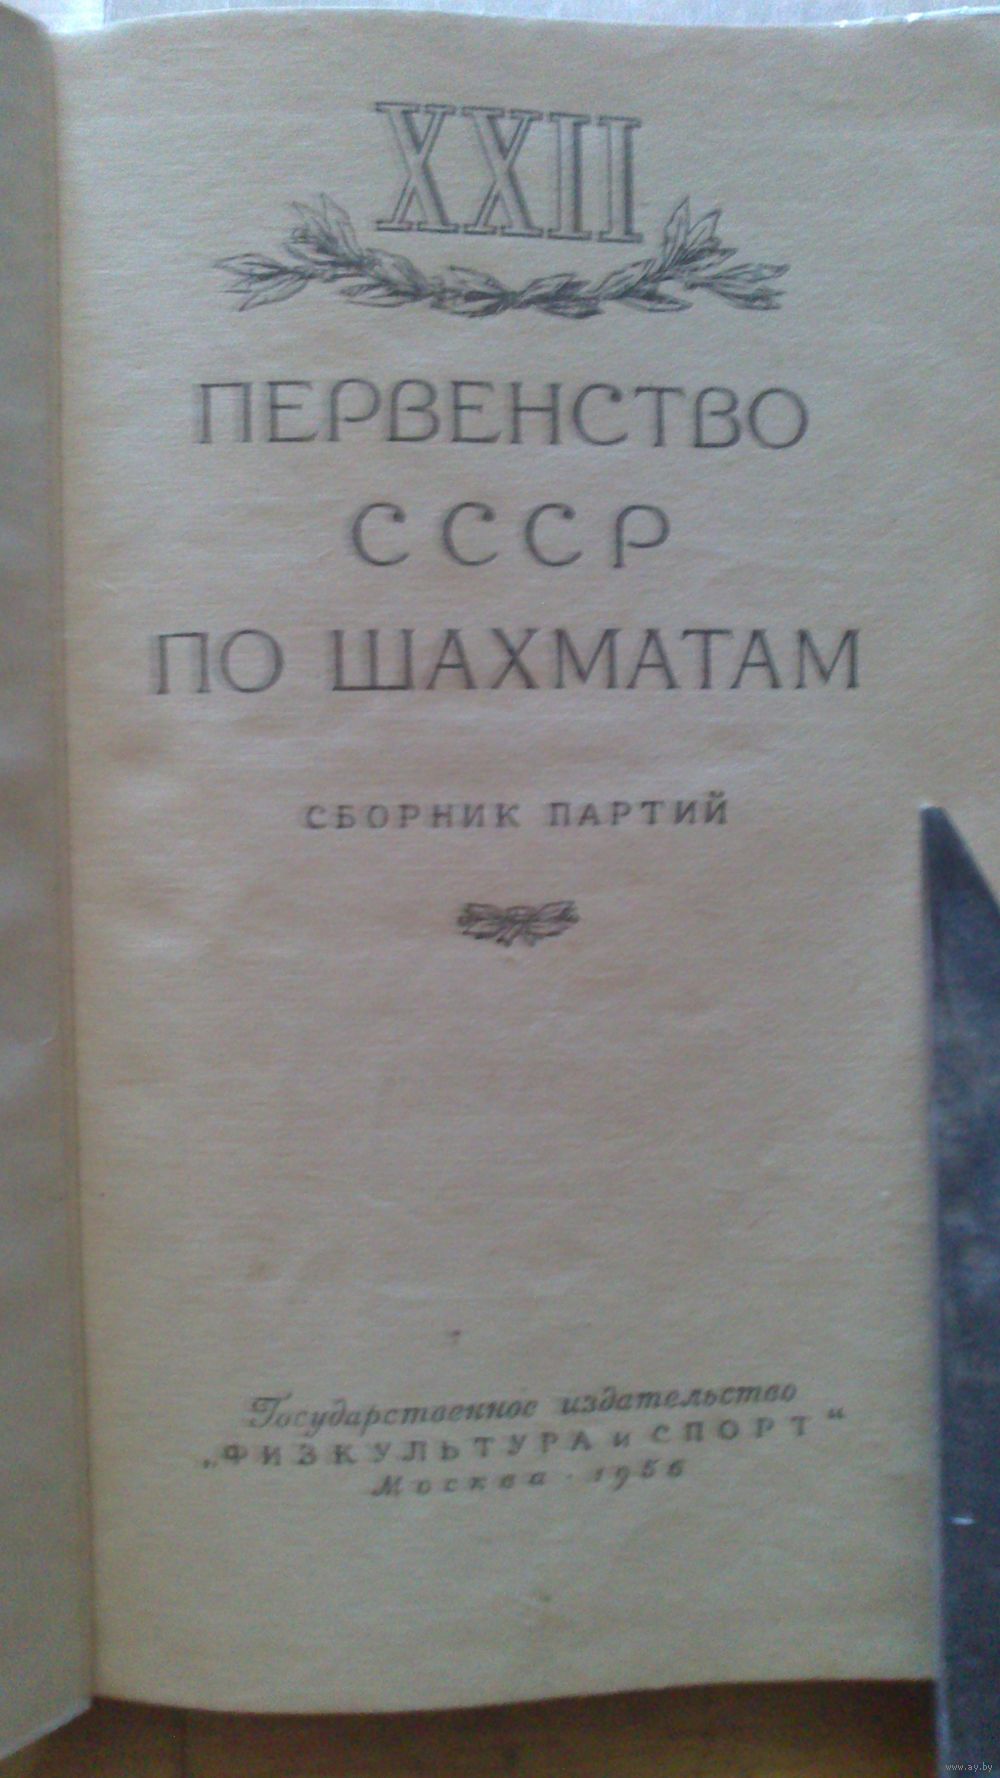 XXII
ПЕРВЕНСТВО
СССР
ПО ШАХМАТАМ
СБОРНИК ПАРТИЙ
Государственное издательство
„ФИЗКУЛЬТУРА и СПОРТ“
Москва · 1956
www.ay.by